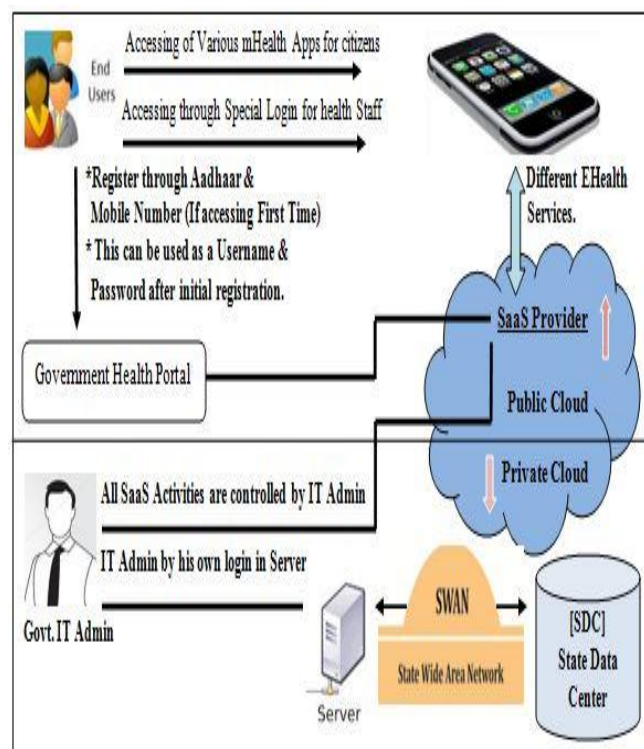 Accessing of Various mHealth Apps for citizens
End
Users
Accessing through Special Login for health Staff
*Register through Aadhaar &
Mobile Number (If accessing First Time)
* This can be used as a Username &
Password after initial registration.
Different EHealth
Services.
SaaS Provider
Government Health Portal
Public Cloud
Private Cloud
All SaaS Activities are controlled by IT Admin
IT Admin by his own login in Server
Govt. IT Admin
Server
SWAN
State Wide Area Network
[SDC]
State Data
Center